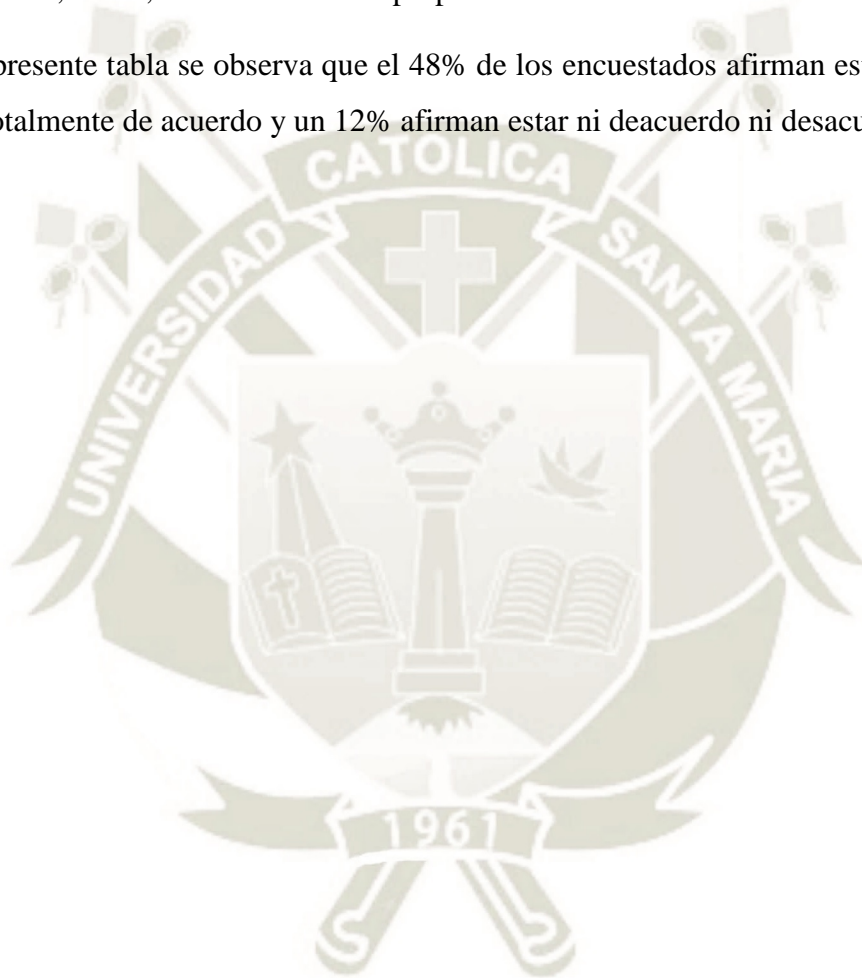 presente tabla se observa que el 48% de los encuestados afirman es
otalmente de acuerdo y un 12% afirman estar ni deacuerdo ni desacu
UNIVERSIDAD CATOLICA SANTA MARIA
1961